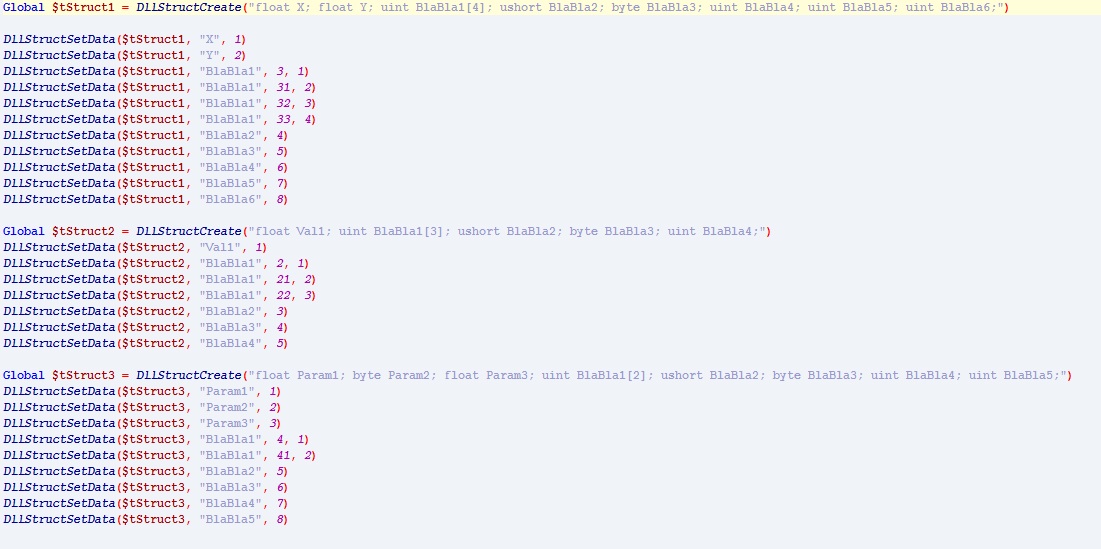 Global $tStruct1 = DllStructCreate("float X; float Y; uint BlaBla1[4]; ushort BlaBla2; byte BlaBla3; uint BlaBla4; uint BlaBla5; uint BlaBla6;")
DllStructSetData($tStruct1, "X", 1)
DllStructSetData($tStruct1, "Y", 2)
DllStructSetData($tStruct1, "BlaBla1", 3, 1)
DllStructSetData($tStruct1, "BlaBla1", 31, 2)
DllStructSetData($tStruct1, "BlaBla1", 32, 3)
DllStructSetData($tStruct1, "BlaBla1", 33, 4)
DllStructSetData($tStruct1, "BlaBla2", 4)
DllStructSetData($tStruct1, "BlaBla3", 5)
DllStructSetData($tStruct1, "BlaBla4", 6)
DllStructSetData($tStruct1, "BlaBla5", 7)
DllStructSetData($tStruct1, "BlaBla6", 8)
Global $tStruct2 = DllStructCreate("float Val1; uint BlaBla1[3]; ushort BlaBla2; byte BlaBla3; uint BlaBla4;")
DllStructSetData($tStruct2, "Val1", 1)
DllStructSetData($tStruct2, "BlaBla1", 2, 1)
DllStructSetData($tStruct2, "BlaBla1", 21, 2)
DllStructSetData($tStruct2, "BlaBla1", 22, 3)
DllStructSetData($tStruct2, "BlaBla2", 3)
DllStructSetData($tStruct2, "BlaBla3", 4)
DllStructSetData($tStruct2, "BlaBla4", 5)
Global $tStruct3 = DllStructCreate("float Param1; byte Param2; float Param3; uint BlaBla1[2]; ushort BlaBla2; byte BlaBla3; uint BlaBla4; uint BlaBla5;")
DllStructSetData($tStruct3, "Param1", 1)
DllStructSetData($tStruct3, "Param2", 2)
DllStructSetData($tStruct3, "Param3", 3)
DllStructSetData($tStruct3, "BlaBla1", 4, 1)
DllStructSetData($tStruct3, "BlaBla1", 41, 2)
DllStructSetData($tStruct3, "BlaBla2", 5)
DllStructSetData($tStruct3, "BlaBla3", 6)
DllStructSetData($tStruct3, "BlaBla4", 7)
DllStructSetData($tStruct3, "BlaBla5", 8)